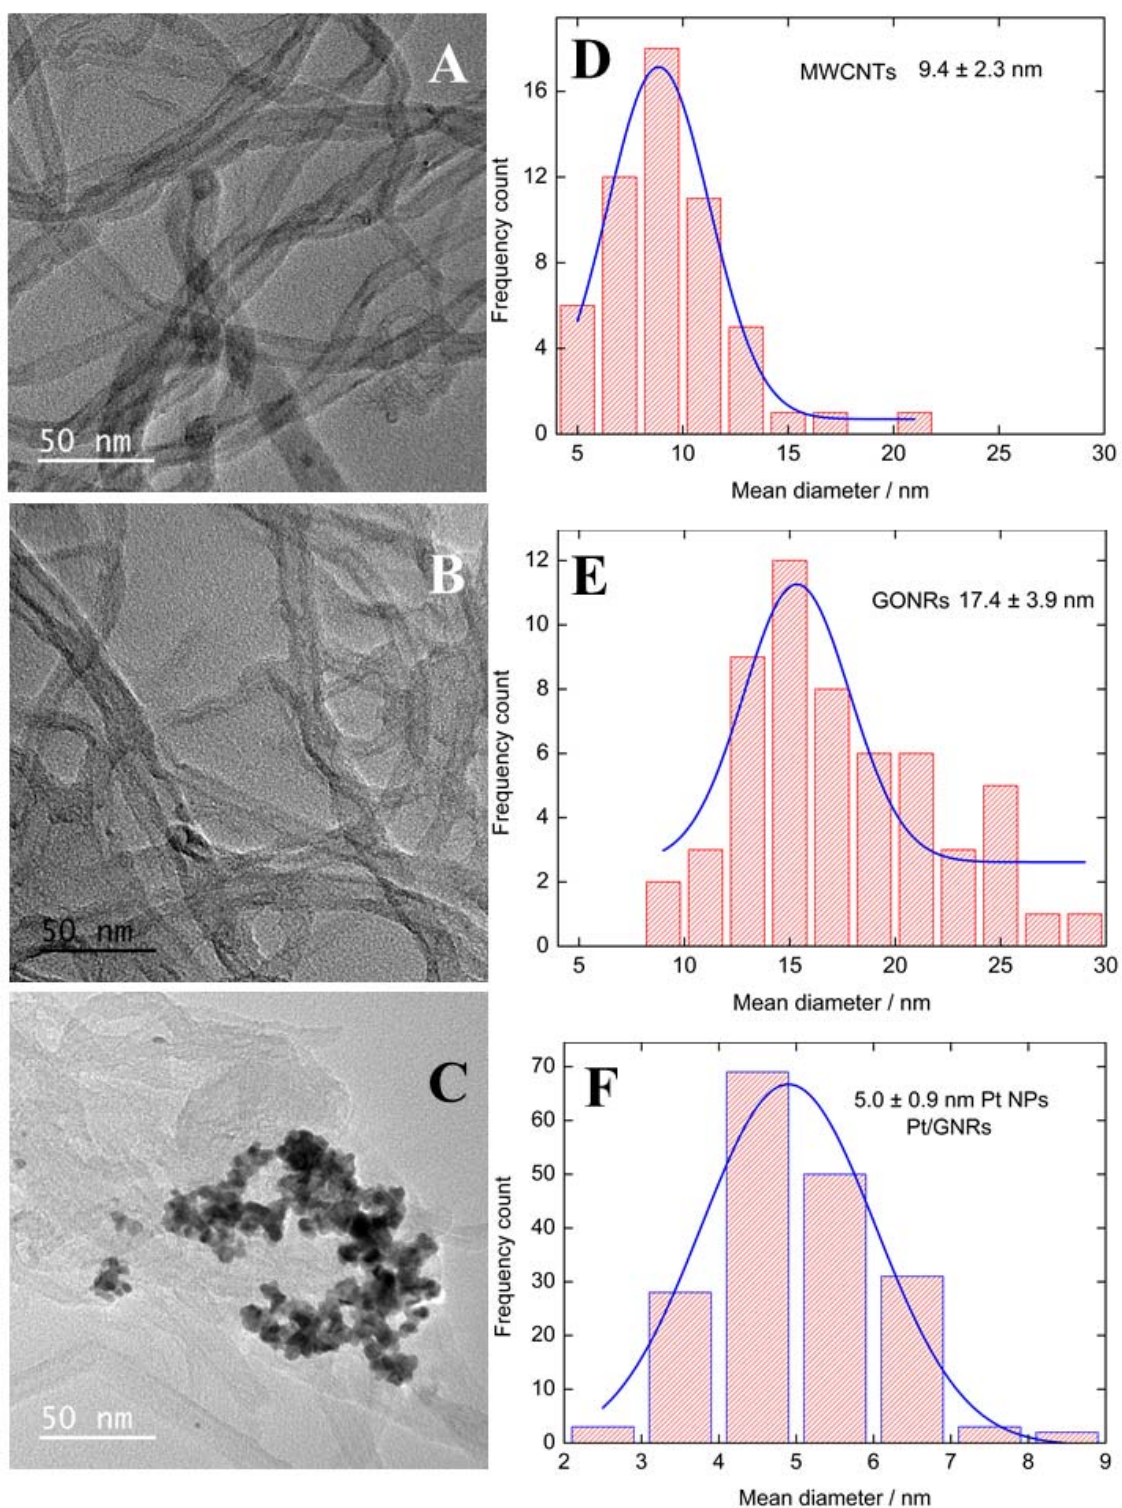 A
50 nm
D
MWCNTs 9.4 ± 2.3 nm
Frequency count
16
12
8
4
0
5 10 15 20 25 30
Mean diameter / nm
B
50 nm
E
GONRs 17.4 ± 3.9 nm
Frequency count
12
10
8
6
4
2
0
5 10 15 20 25 30
Mean diameter / nm
C
50 nm
F
5.0 ± 0.9 nm Pt NPs
Pt/GNRs
Frequency count
70
60
50
40
30
20
10
0
2 3 4 5 6 7 8 9
Mean diameter / nm